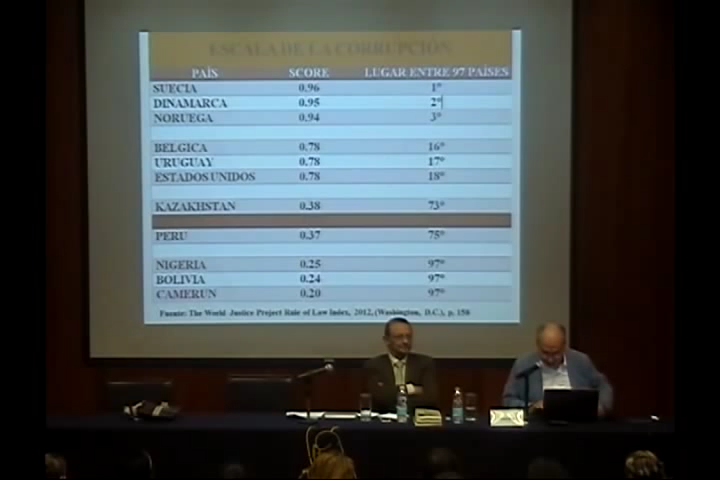 ESCALA DE LA CORRUPCIÓN
PAÍS SCORE LUGAR ENTRE 97 PAÍSES
SUECIA 0.96 1°
DINAMARCA 0.95 2°
NORUEGA 0.94 3°
BELGICA 0.78 16°
URUGUAY 0.78 17°
ESTADOS UNIDOS 0.78 18°
KAZAKHSTAN 0.38 73°
PERU 0.37 75°
NIGERIA 0.25 97°
BOLIVIA 0.24 97°
CAMERUN 0.20 97°
Fuente: The World Justice Project Rule of Law Index, 2012, (Washington, D.C.), p. 158